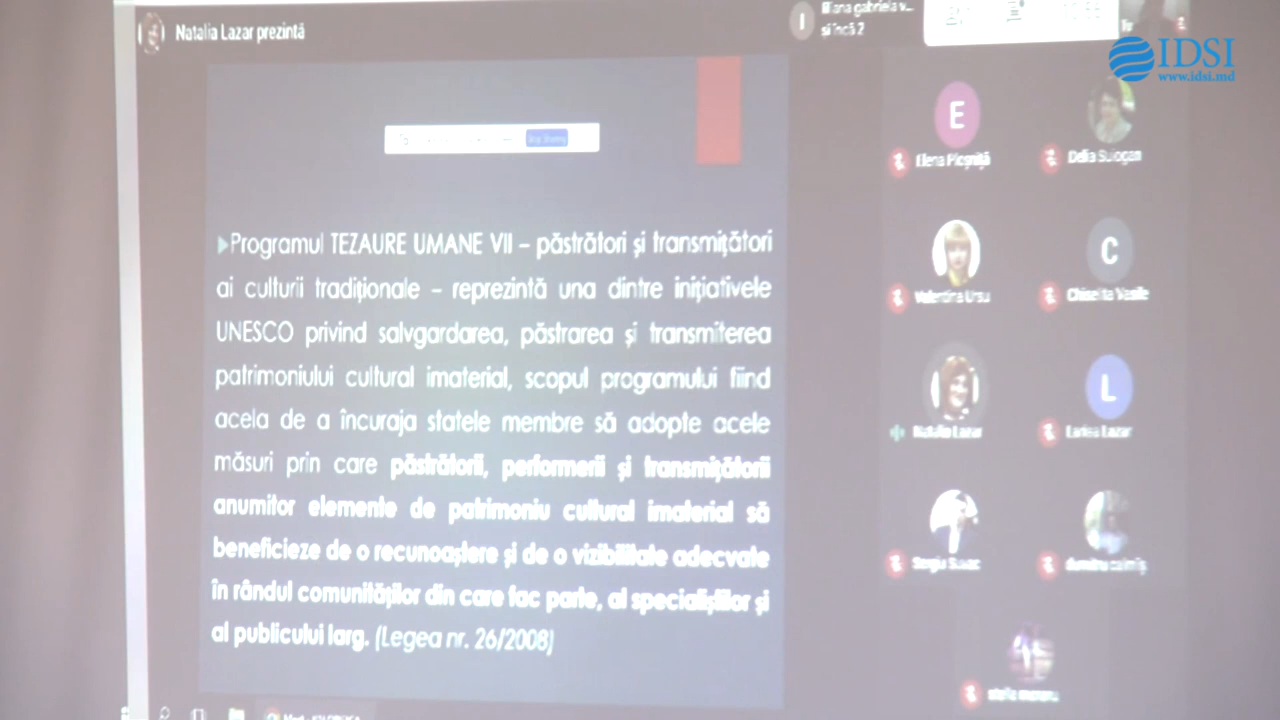 Natalia Lazar prezintă
și încă 2
IDSI
www.idsi.md
Programul TEZAURE UMANE VII – păstrători și transmițători
ai culturii tradiționale – reprezintă una dintre inițiativele
UNESCO privind salvgardarea, păstrarea și transmiterea
patrimoniului cultural imaterial, scopul programului fiind
acela de a încuraja statele membre să adopte acele
măsuri prin care păstrătorii, performerii și transmițătorii
anumitor elemente de patrimoniu cultural imaterial să
beneficieze de o recunoaștere și de o vizibilitate adecvate
în rândul comunităților din care fac parte, al specialiștilor și
al publicului larg. (Legea nr. 26/2008)
E
Elena Ploșniță
Delia Suiogan
C
Valentina Ursu
L
Natalia Lazar
Larisa Lazar